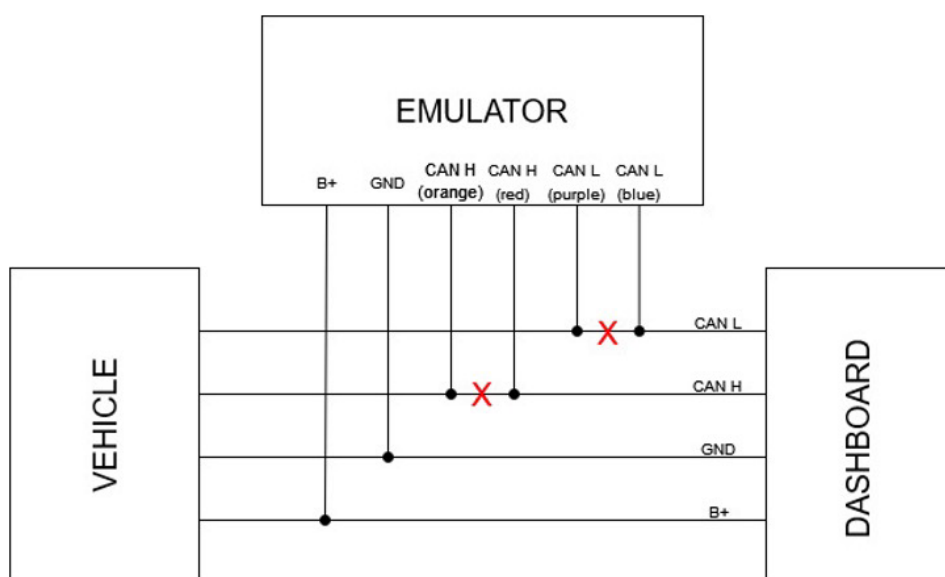 EMULATOR
B+ GND CAN H CAN H CAN L CAN L
(orange) (red) (purple) (blue)
VEHICLE
CAN L
CAN H
GND
B+
DASHBOARD
X
X